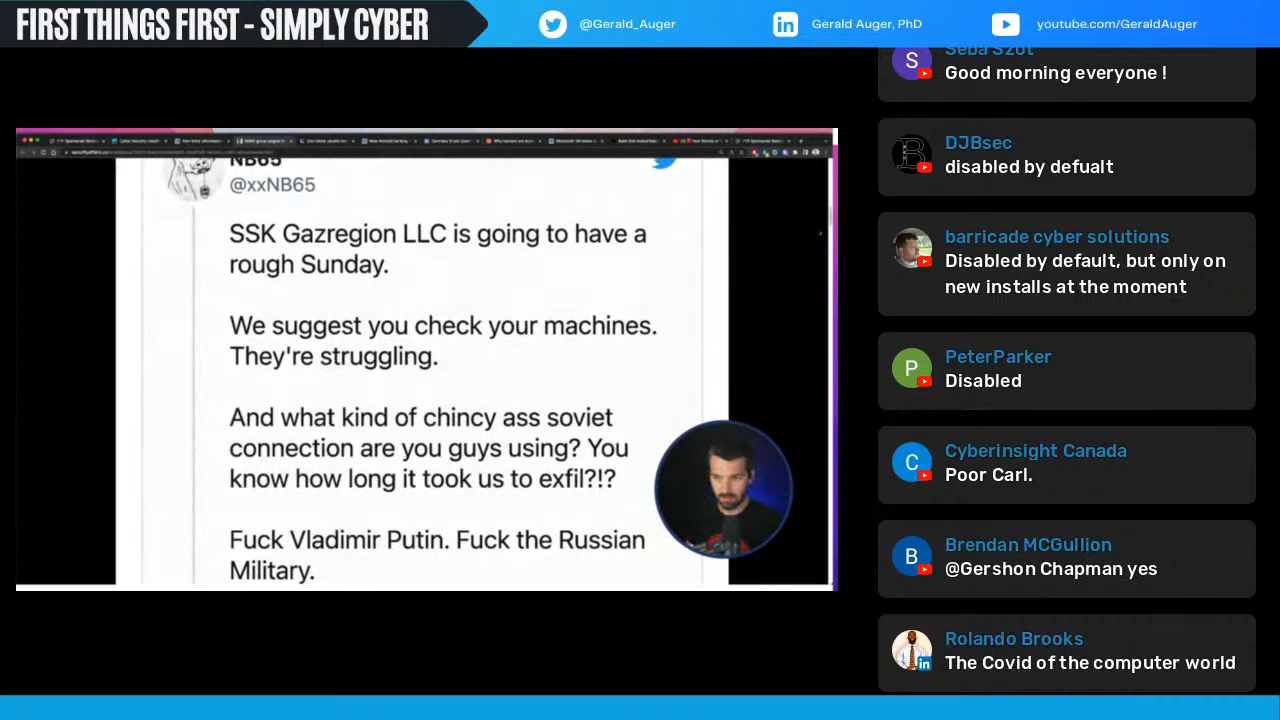 FIRST THINGS FIRST - SIMPLY CYBER
@Gerald_Auger
Gerald Auger, PhD
youtube.com/GeraldAuger
NB65
@xxNB65
SSK Gazregion LLC is going to have a
rough Sunday.
We suggest you check your machines.
They're struggling.
And what kind of chincy ass soviet
connection are you guys using? You
know how long it took us to exfil?!?
Fuck Vladimir Putin. Fuck the Russian
Military.
Seba Szot
S
Good morning everyone !
DJBsec
disabled by defualt
barricade cyber solutions
Disabled by default, but only on
new installs at the moment
PeterParker
P
Disabled
Cyberinsight Canada
C
Poor Carl.
Brendan MCGullion
B
@Gershon Chapman yes
Rolando Brooks
The Covid of the computer world